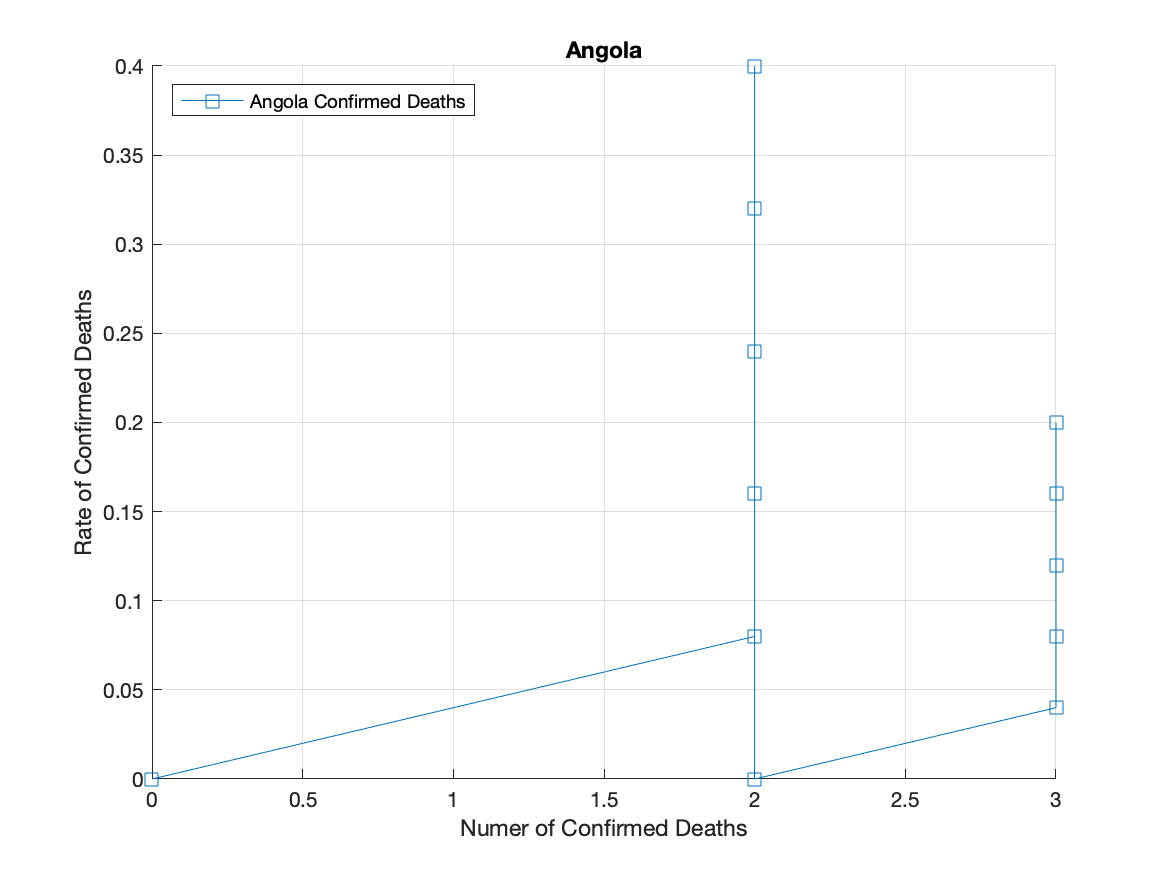 Angola
Angola Confirmed Deaths
0.4
0.35
0.3
0.25
0.2
0.15
0.1
0.05
0
Rate of Confirmed Deaths
0 0.5 1 1.5 2 2.5 3
Numer of Confirmed Deaths